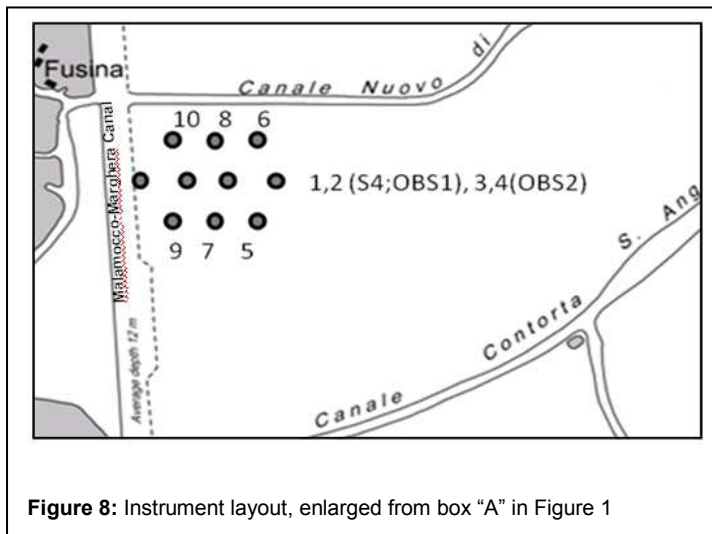 Fusina
Canale Nuovo di
Malamocco-Marghera Canal
10 8 6
1,2 (S4;OBS1), 3,4(OBS2)
9 7 5
Average depth 12 m
S. Ang
Canale Contorta
Figure 8: Instrument layout, enlarged from box “A” in Figure 1